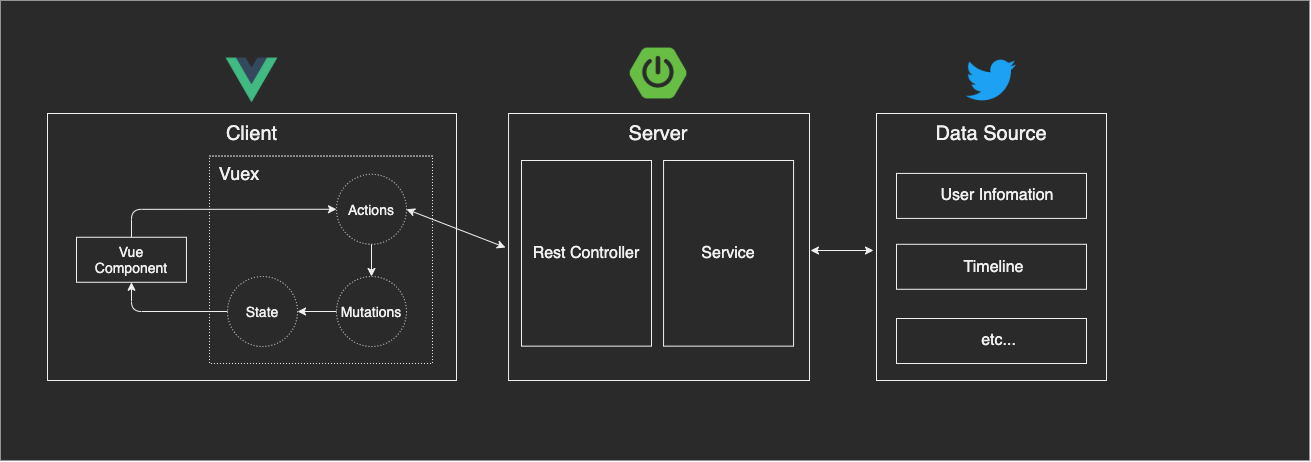 Client
Vuex
Actions
Vue
Component
State
Mutations
Server
Rest Controller
Service
Data Source
User Infomation
Timeline
etc...